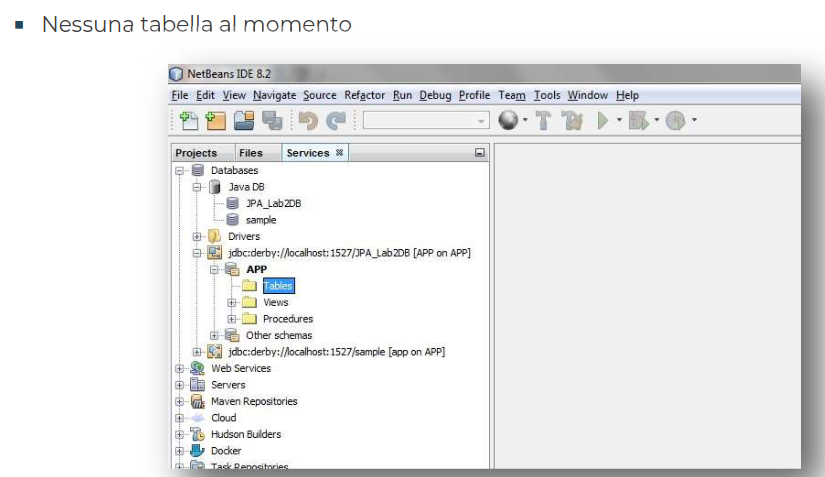 Nessuna tabella al momento
NetBeans IDE 8.2
File Edit View Navigate Source Refactor Run Debug Profile Team Tools Window Help
Projects Files Services
Databases
Java DB
JPA_Lab2DB
sample
Drivers
jdbc:derby://localhost:1527/JPA_Lab2DB [APP on APP]
APP
Tables
Views
Procedures
Other schemas
jdbc:derby://localhost:1527/sample [app on APP]
Web Services
Servers
Maven Repositories
Cloud
Hudson Builders
Docker
Task Repositories